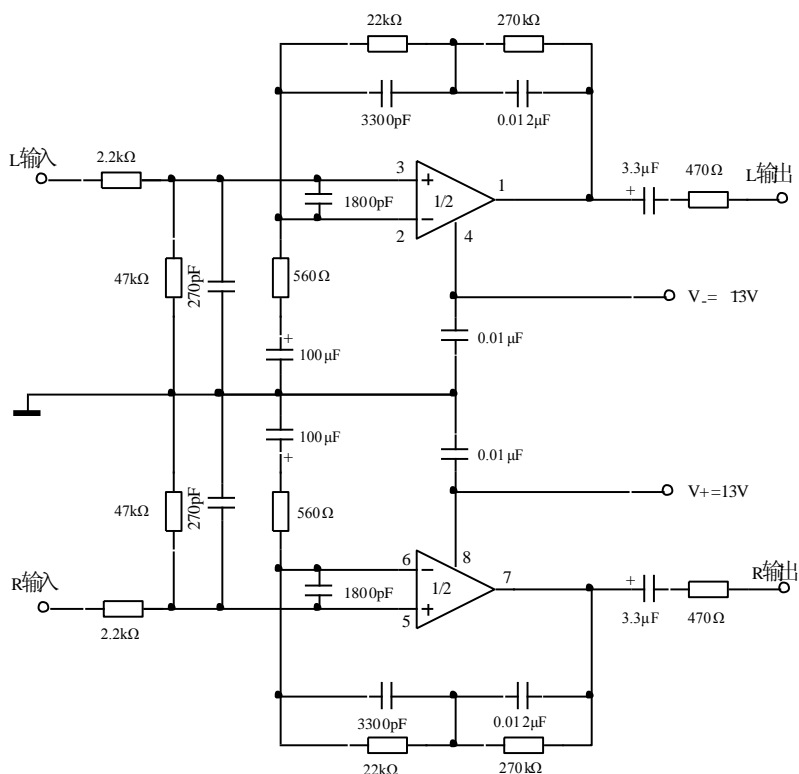 22kΩ
270kΩ
3300pF
0.012μF
L输入
2.2kΩ
3
+
1/2
−
2
4
1
1800pF
3.3μF
+
470Ω
L输出
47kΩ
270pF
560Ω
+
100μF
V-= 13V
0.01μF
100μF
+
0.01μF
47kΩ
270pF
560Ω
V+=13V
R输入
2.2kΩ
6
−
1/2
+
5
8
7
1800pF
+
3.3μF
470Ω
R输出
3300pF
0.012μF
22kΩ
270kΩ